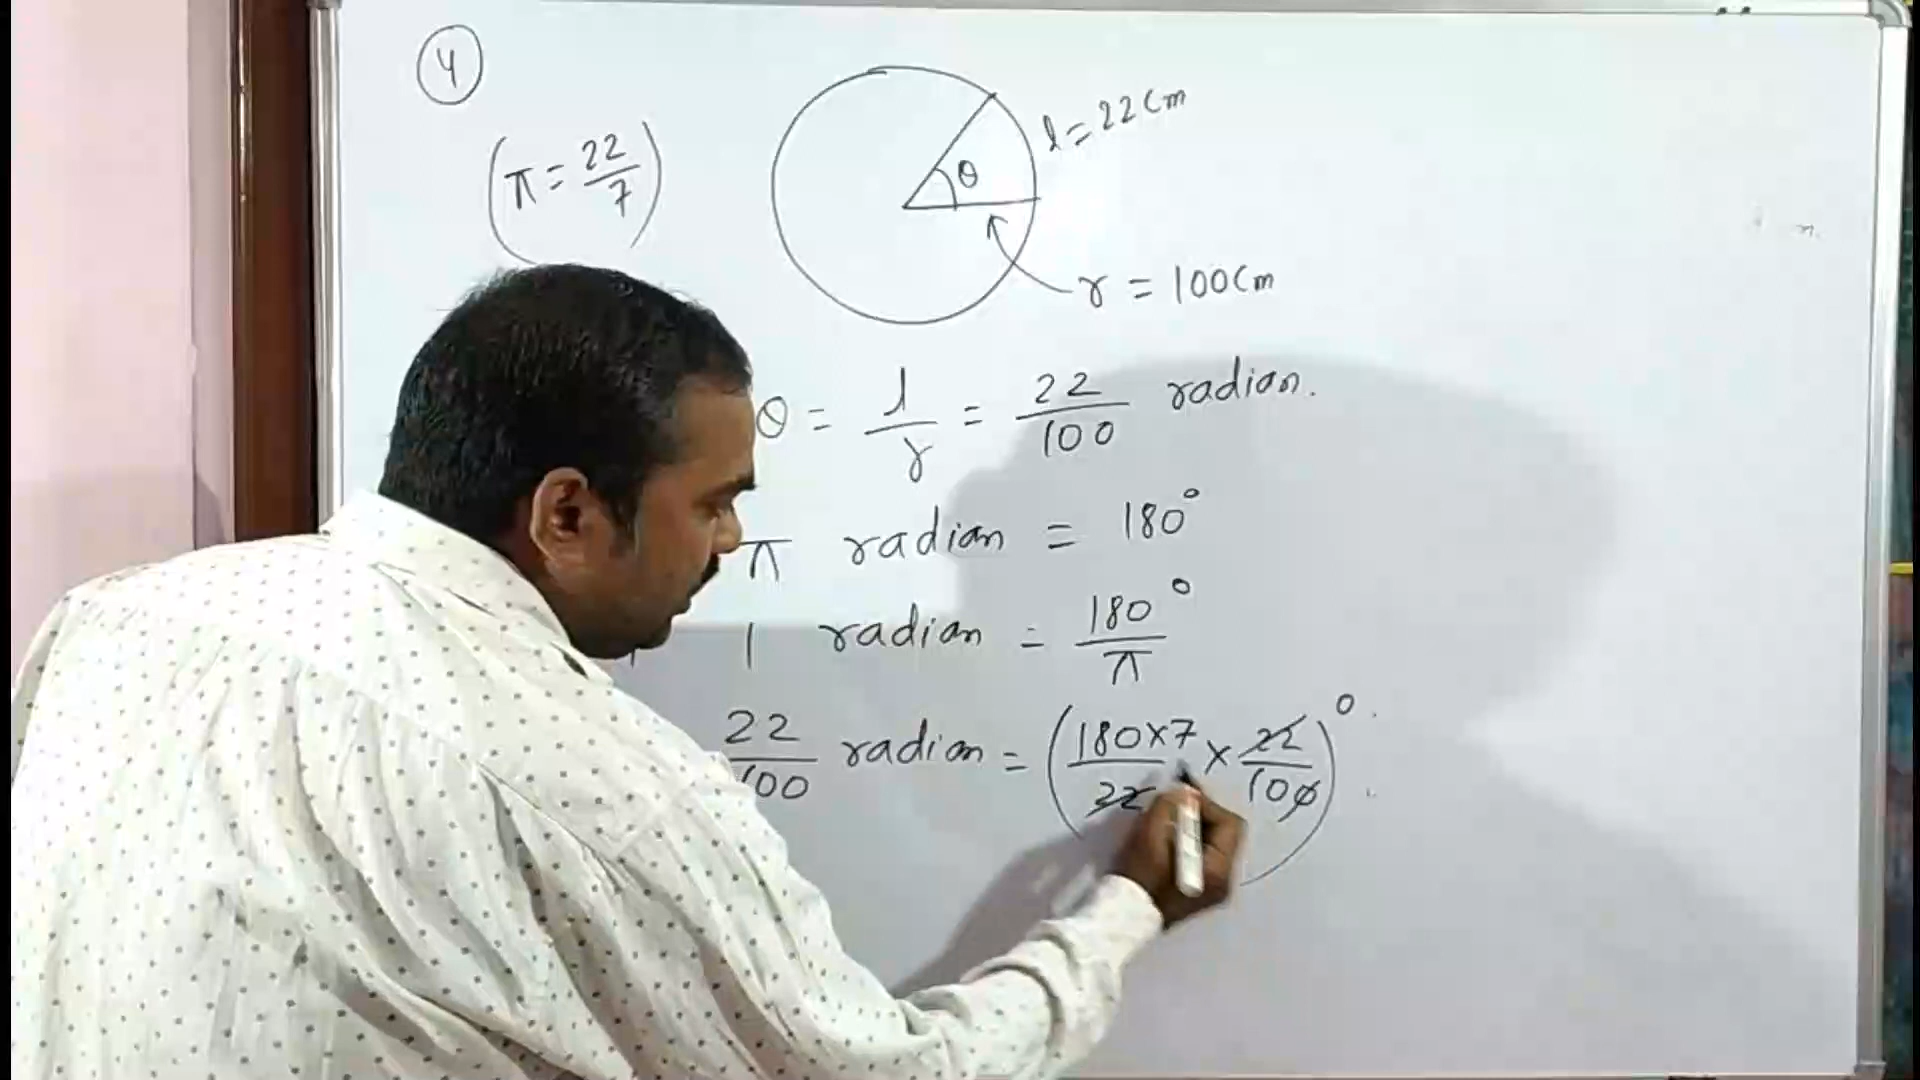 4
(π = 22/7)
θ
l = 22 Cm
r = 100 Cm
θ = l/r = 22/100 radian.
π radian = 180°
1 radian = 180°/π
22/100 radian = (180×7/22 × 22/100)°